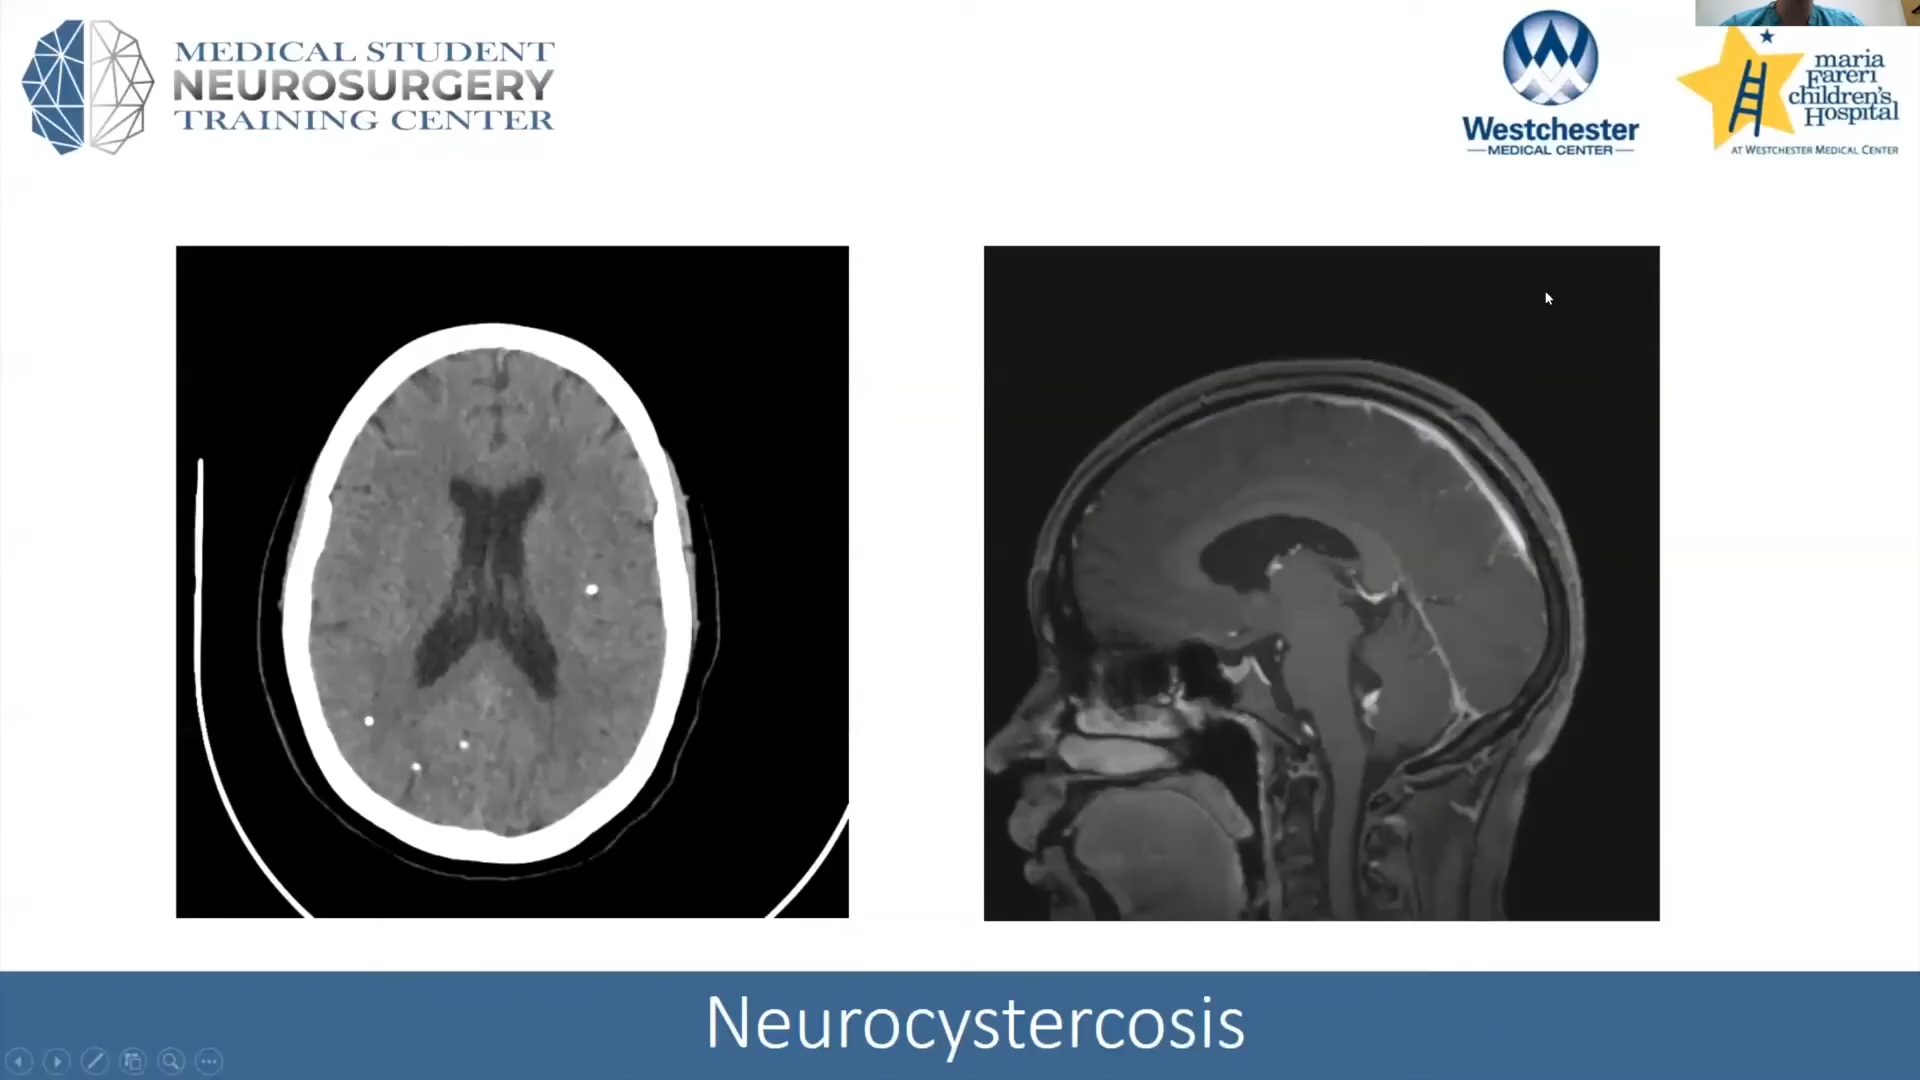 MEDICAL STUDENT
NEUROSURGERY
TRAINING CENTER
Westchester
MEDICAL CENTER
maria
Fareri
children's
Hospital
AT WESTCHESTER MEDICAL CENTER
Neurocystercosis